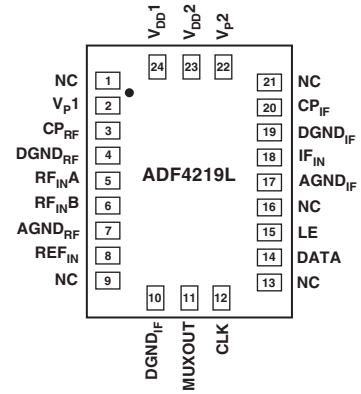 VDD1 VDD2 VP2
24 23 22
NC 1 21 NC
VP1 2 20 CPIF
CPRF 3 19 DGNDIF
DGNDRF 4 18 IFIN
RFINA 5 ADF4219L 17 AGNDIF
RFINB 6 16 NC
AGNDRF 7 15 LE
REFIN 8 14 DATA
NC 9 13 NC
10 11 12
DGNDIF MUXOUT CLK